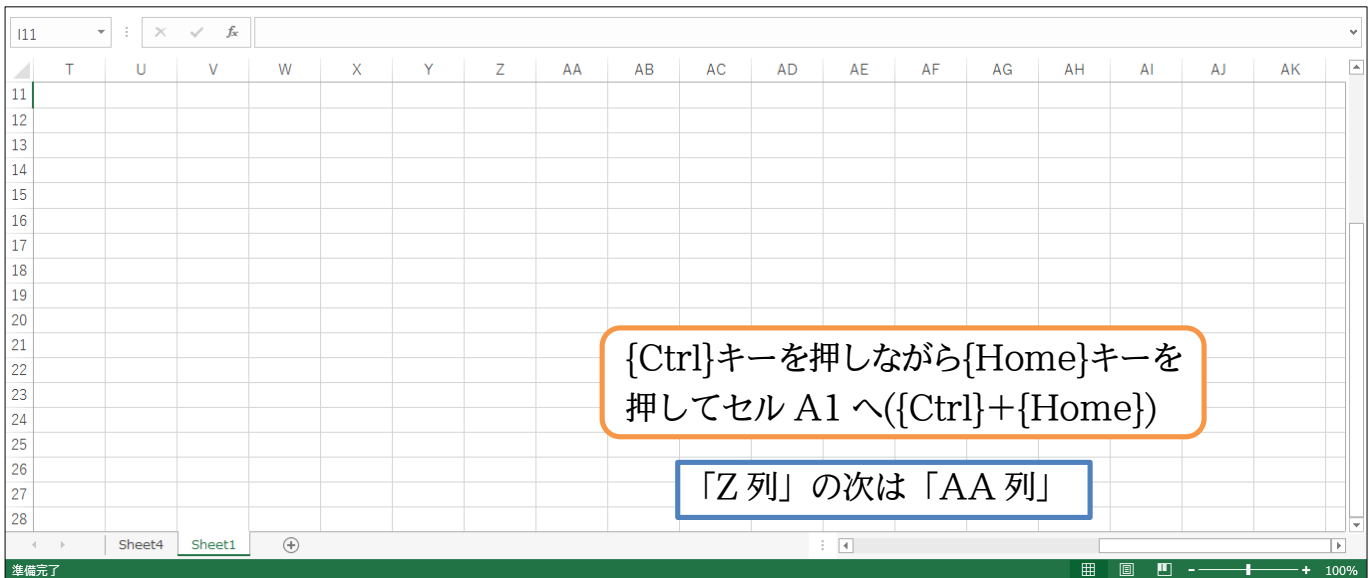 I11 fx
T U V W X Y Z AA AB AC AD AE AF AG AH AI AJ AK
11
12
13
14
15
16
17
18
19
20
21
22
23
24
25
26
27
28
{Ctrl}キーを押しながら{Home}キーを
押してセル A1 へ({Ctrl}＋{Home})
「Z 列」の次は「AA 列」
Sheet4 Sheet1
準備完了 100%